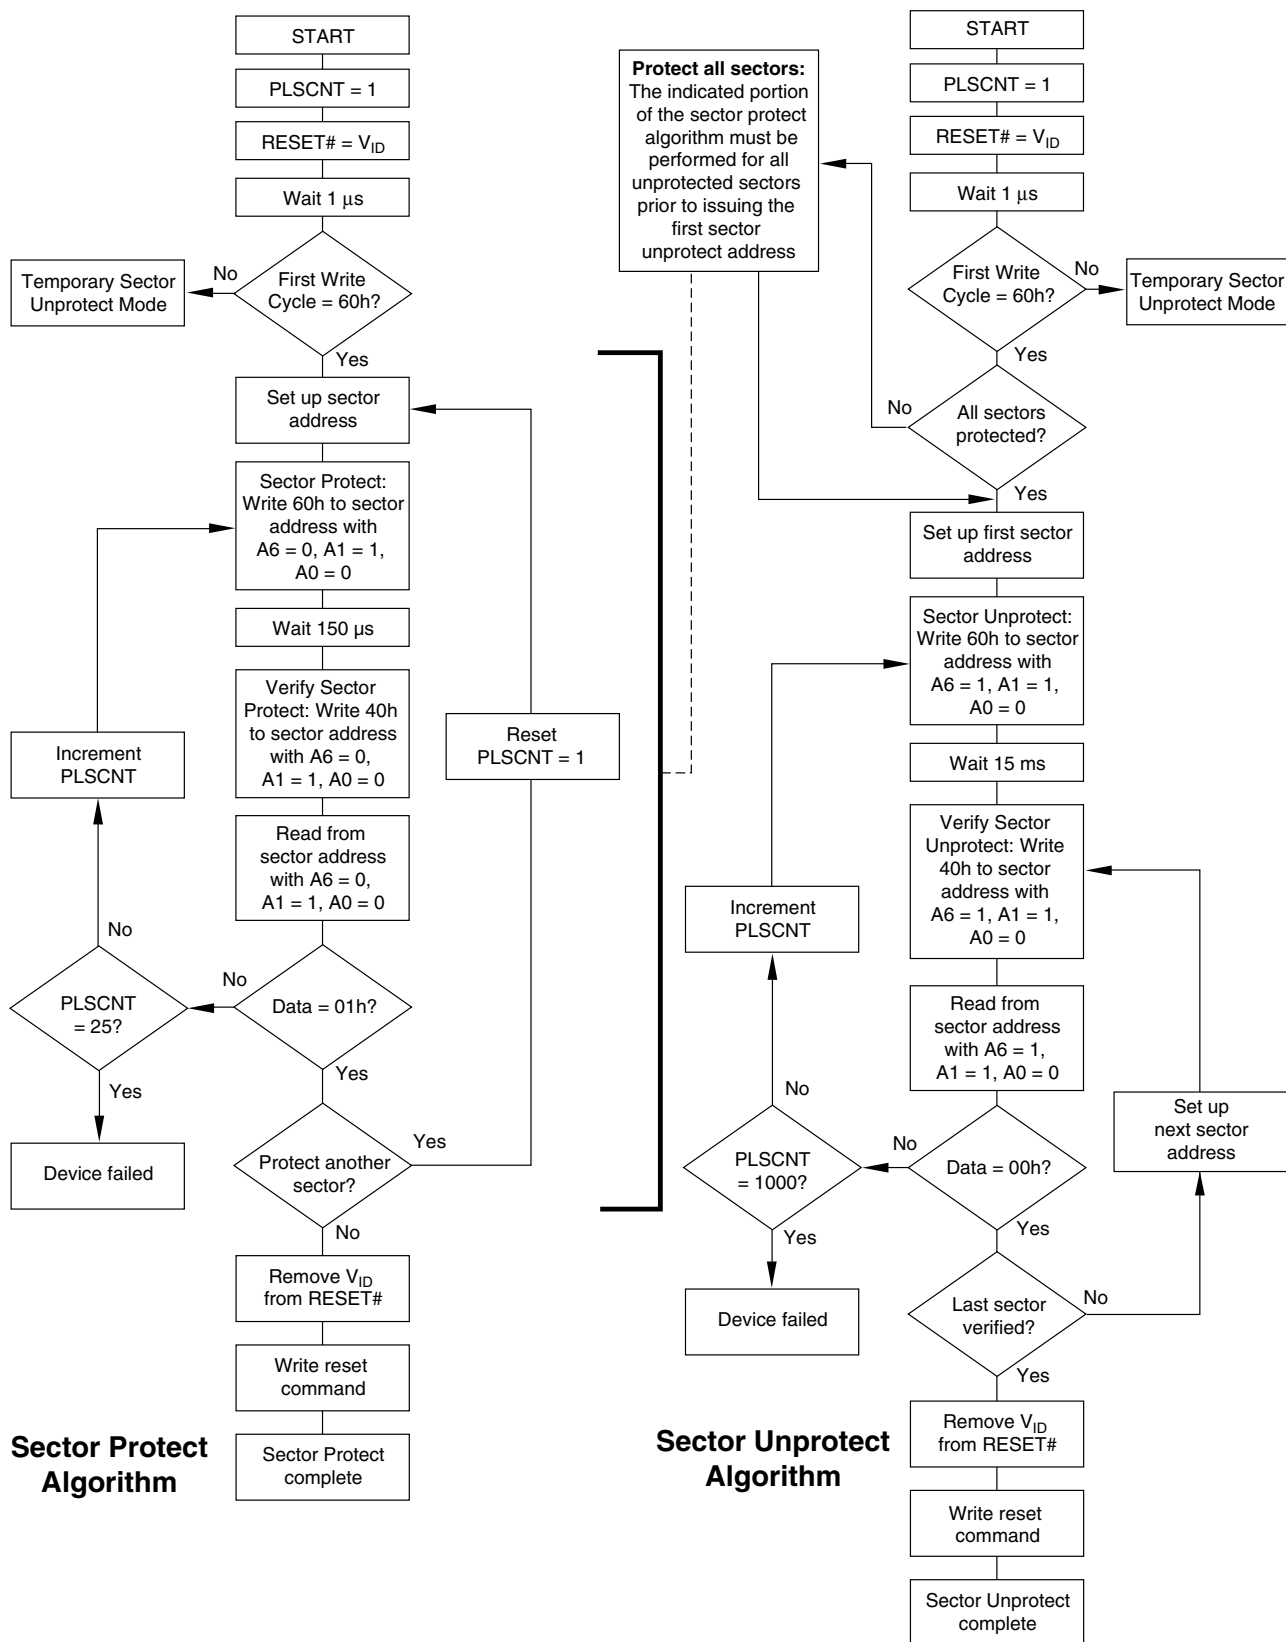 START
PLSCNT = 1
RESET# = VID
Wait 1 μs
First Write
Cycle = 60h?
No
Temporary Sector
Unprotect Mode
Yes
Set up sector
address
Sector Protect:
Write 60h to sector
address with
A6 = 0, A1 = 1,
A0 = 0
Wait 150 µs
Verify Sector
Protect: Write 40h
to sector address
with A6 = 0,
A1 = 1, A0 = 0
Increment
PLSCNT
Reset
PLSCNT = 1
Read from
sector address
with A6 = 0,
A1 = 1, A0 = 0
No
No
PLSCNT
= 25?
Data = 01h?
Yes
Yes
Device failed
Protect another
sector?
Yes
No
Remove VID
from RESET#
Write reset
command
Sector Protect
complete
Sector Protect
Algorithm
Protect all sectors:
The indicated portion
of the sector protect
algorithm must be
performed for all
unprotected sectors
prior to issuing the
first sector
unprotect address
START
PLSCNT = 1
RESET# = VID
Wait 1 μs
First Write
Cycle = 60h?
No
Temporary Sector
Unprotect Mode
Yes
No
All sectors
protected?
Yes
Set up first sector
address
Sector Unprotect:
Write 60h to sector
address with
A6 = 1, A1 = 1,
A0 = 0
Wait 15 ms
Verify Sector
Unprotect: Write
40h to sector
address with
A6 = 1, A1 = 1,
A0 = 0
Increment
PLSCNT
Read from
sector address
with A6 = 1,
A1 = 1, A0 = 0
No
Set up
next sector
address
No
PLSCNT
= 1000?
Data = 00h?
Yes
Yes
Device failed
Last sector
verified?
No
Yes
Remove VID
from RESET#
Write reset
command
Sector Unprotect
complete
Sector Unprotect
Algorithm